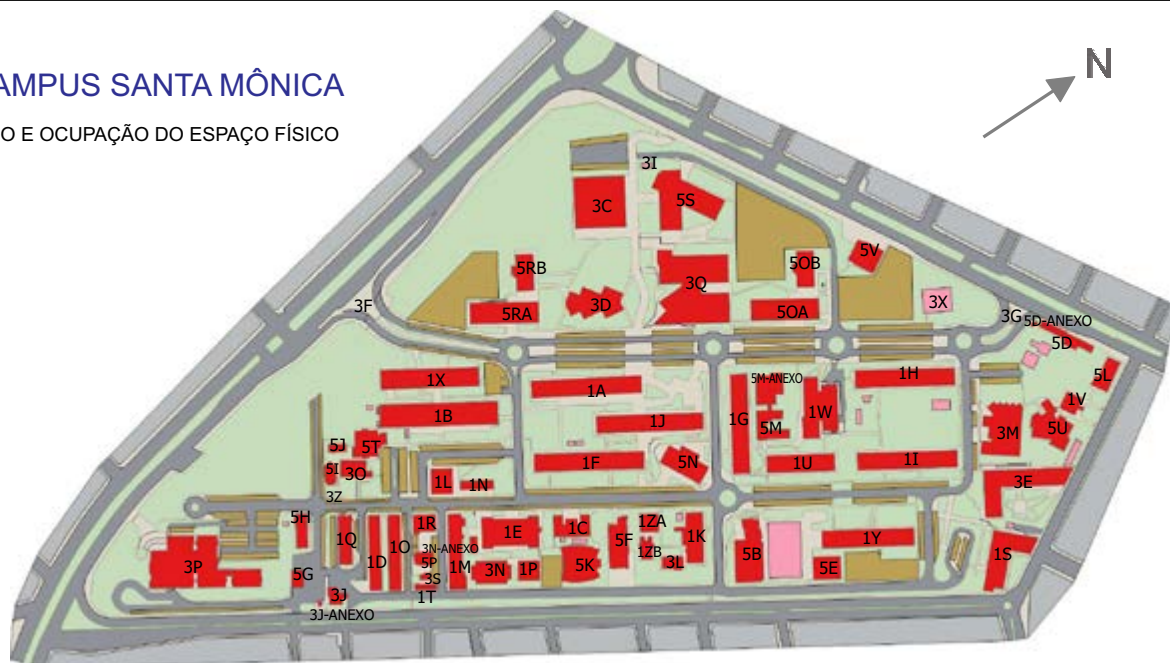 AMPUS SANTA MÔNICA
N
O E OCUPAÇÃO DO ESPAÇO FÍSICO
3I
3C
5S
5V
5RB
5OB
3Q
3F
3D
3X
5RA
5OA
3G
5D-ANEXO
5D
1X
1A
5M-ANEXO
1H
5L
1B
1J
1G
5M
1W
1V
5J
5T
3M
5U
5I
3O
1F
5N
1U
1I
3Z
1L
1N
3E
5H
1Q
1D
1O
1R
3N-ANEXO
5P
3S
1T
1M
1E
1C
5F
1ZA
1ZB
3L
1K
5B
1Y
1S
3P
5G
3N
1P
5K
5E
3J
3J-ANEXO